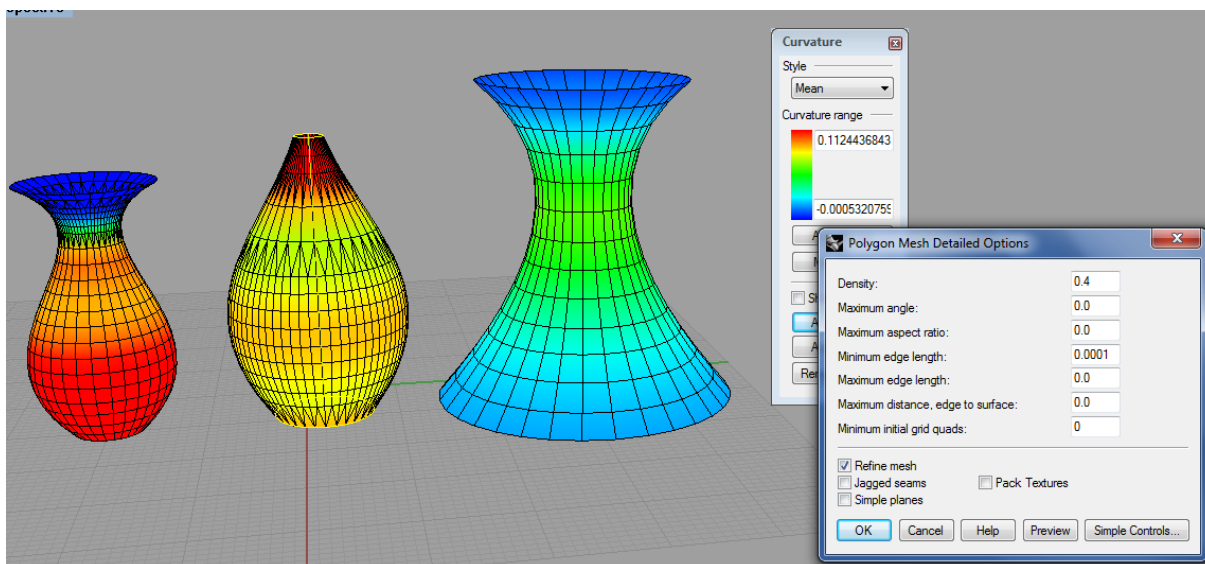 Curvature
Style
Mean
Curvature range
0.1124436843
-0.000532075
Polygon Mesh Detailed Options
Density: 0.4
Maximum angle: 0.0
Maximum aspect ratio: 0.0
Minimum edge length: 0.0001
Maximum edge length: 0.0
Maximum distance, edge to surface: 0.0
Minimum initial grid quads: 0
Refine mesh
Jagged seams Pack Textures
Simple planes
OK Cancel Help Preview Simple Controls...